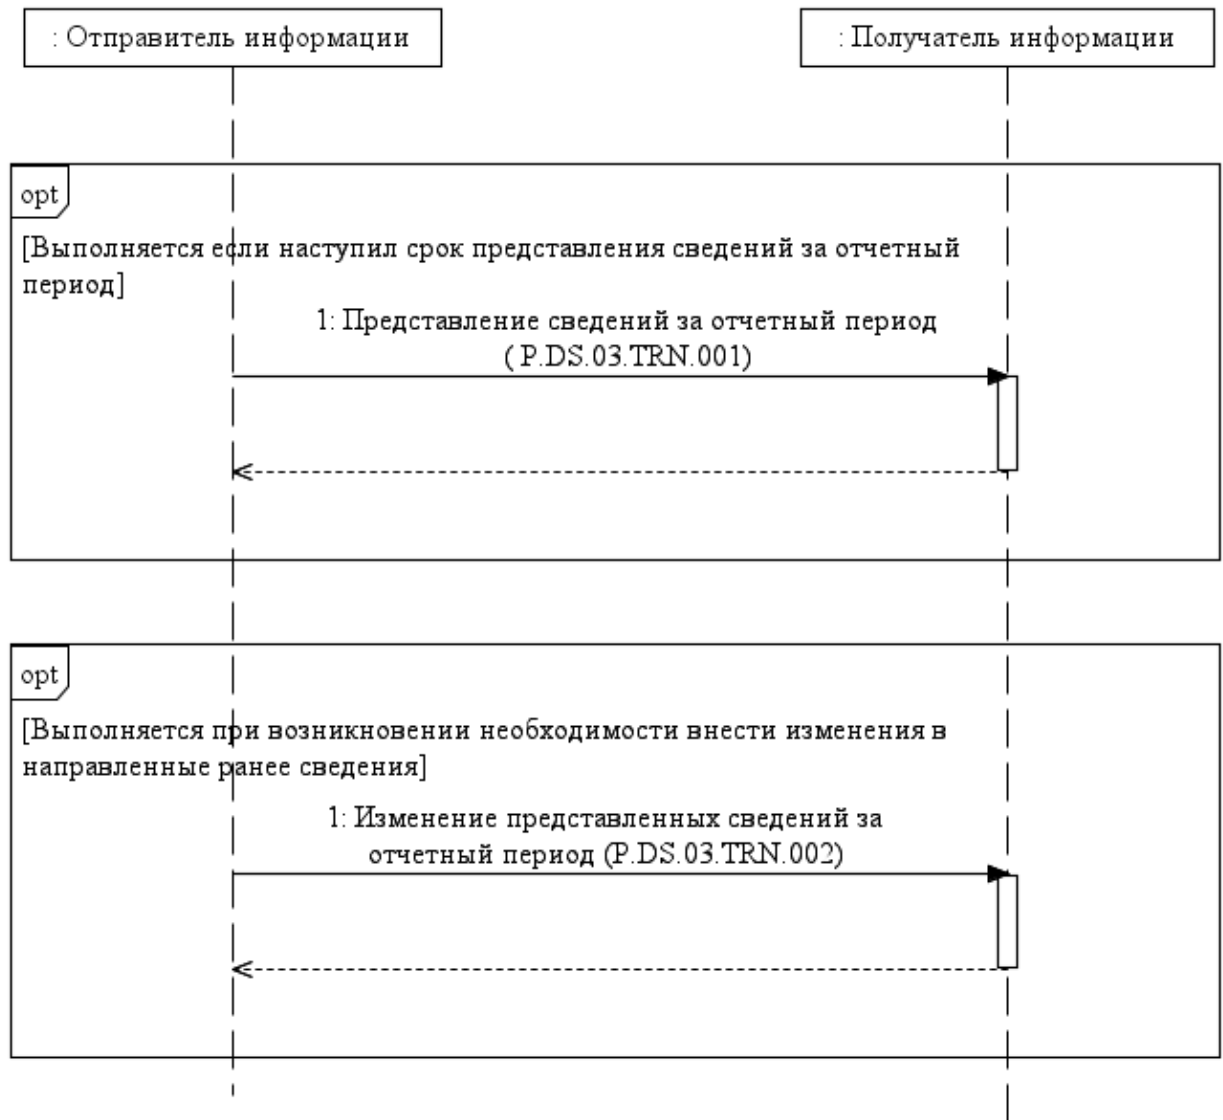 : Отправитель информации
: Получатель информации
opt
[Выполняется если наступил срок представления сведений за отчетный
период]
1: Представление сведений за отчетный период
( P.DS.03.TRN.001)
opt
[Выполняется при возникновении необходимости внести изменения в
направленные ранее сведения]
1: Изменение представленных сведений за
отчетный период (P.DS.03.TRN.002)